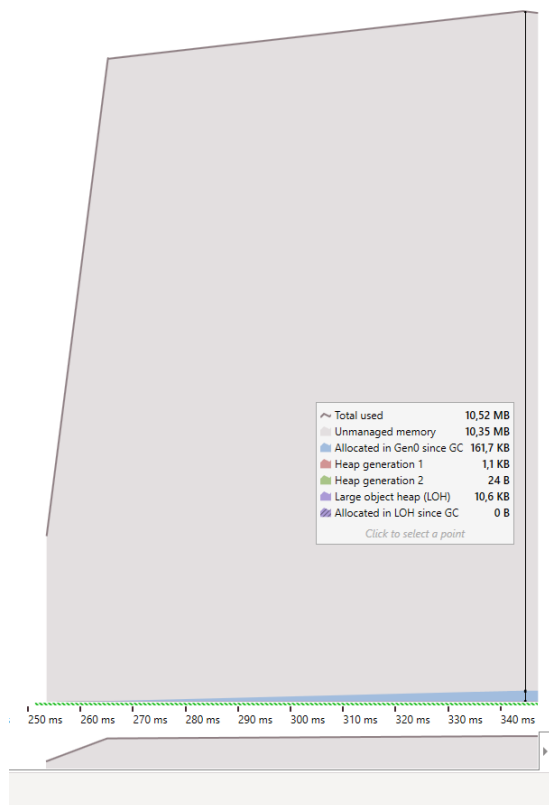 Total used 10,52 MB
Unmanaged memory 10,35 MB
Allocated in Gen0 since GC 161,7 KB
Heap generation 1 1,1 KB
Heap generation 2 24 B
Large object heap (LOH) 10,6 KB
Allocated in LOH since GC 0 B
Click to select a point
250 ms 260 ms 270 ms 280 ms 290 ms 300 ms 310 ms 320 ms 330 ms 340 ms